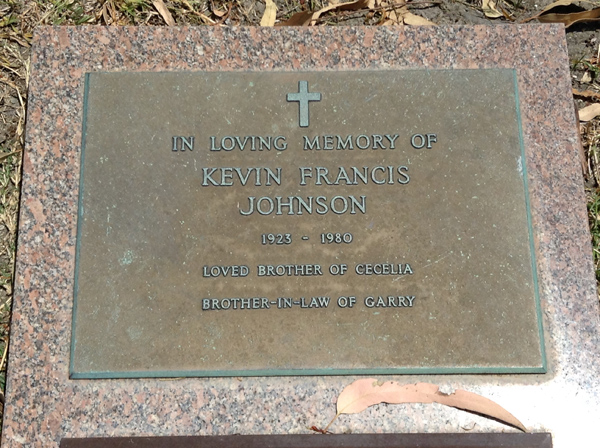 IN LOVING MEMORY OF
KEVIN FRANCIS
JOHNSON
1923 - 1980
LOVED BROTHER OF CECELIA
BROTHER-IN-LAW OF GARRY